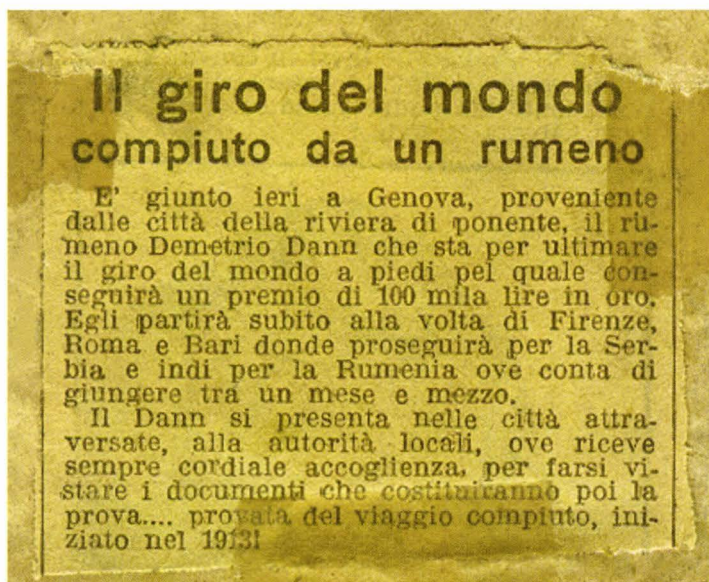 Il giro del mondo
compiuto da un rumeno
E' giunto ieri a Genova, proveniente
dalle città della riviera di ponente, il ru-
meno Demetrio Dann che sta per ultimare
il giro del mondo a piedi pel quale con-
seguirà un premio di 100 mila lire in oro.
Egli partirà subito alla volta di Firenze,
Roma e Bari donde proseguirà per la Ser-
bia e indi per la Rumenia ove conta di
giungere tra un mese e mezzo.
Il Dann si presenta nelle città attra-
versate, alla autorità locali, ove riceve
sempre cordiale accoglienza, per farsi vi-
stare i documenti che costituiranno poi la
prova.... provata del viaggio compiuto, ini-
ziato nel 1913!